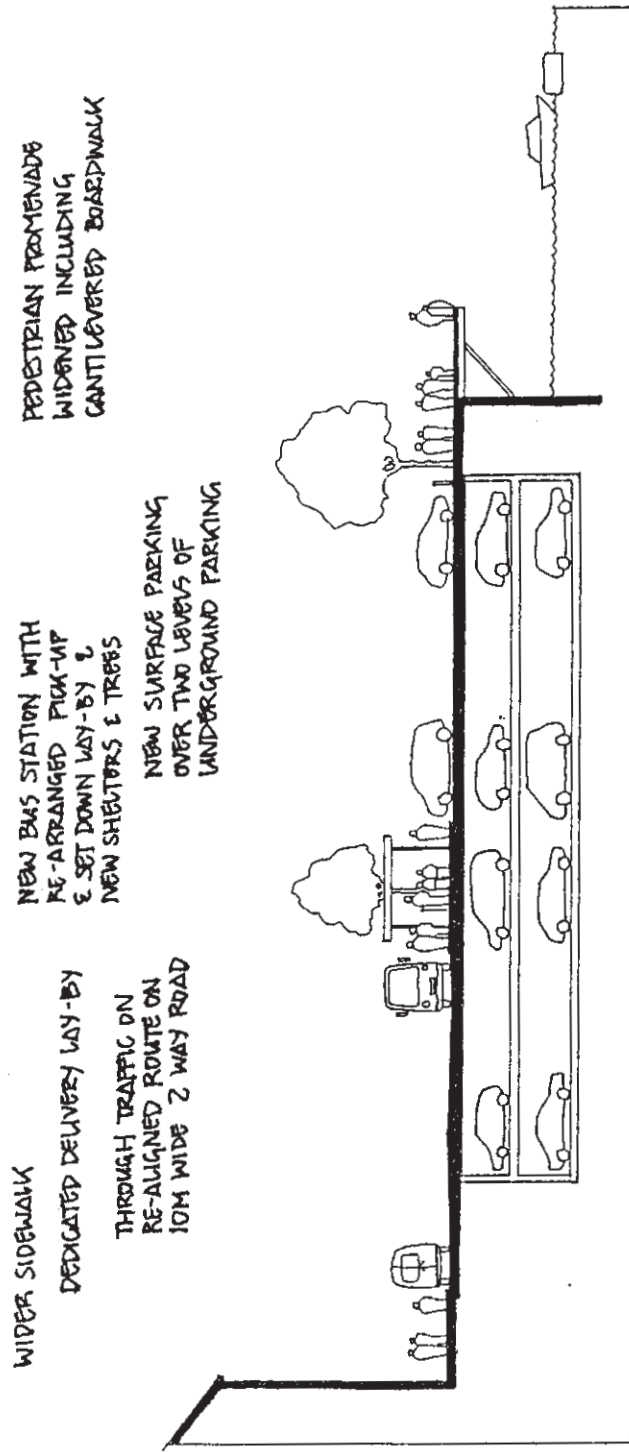 WIDER SIDEWALK
DEDICATED DELIVERY LAY-BY
THROUGH TRAFFIC ON
RE-ALIGNED ROUTE ON
10M WIDE 2 WAY ROAD
NEW BUS STATION WITH
RE-ARRANGED PICK-UP
& SET DOWN LAY-BY &
NEW SHELTERS & TREES
NEW SURFACE PARKING
OVER TWO LEVELS OF
UNDERGROUND PARKING
PEDESTRIAN PROMENADE
WIDENED INCLUDING
CANTILEVERED BOARDWALK